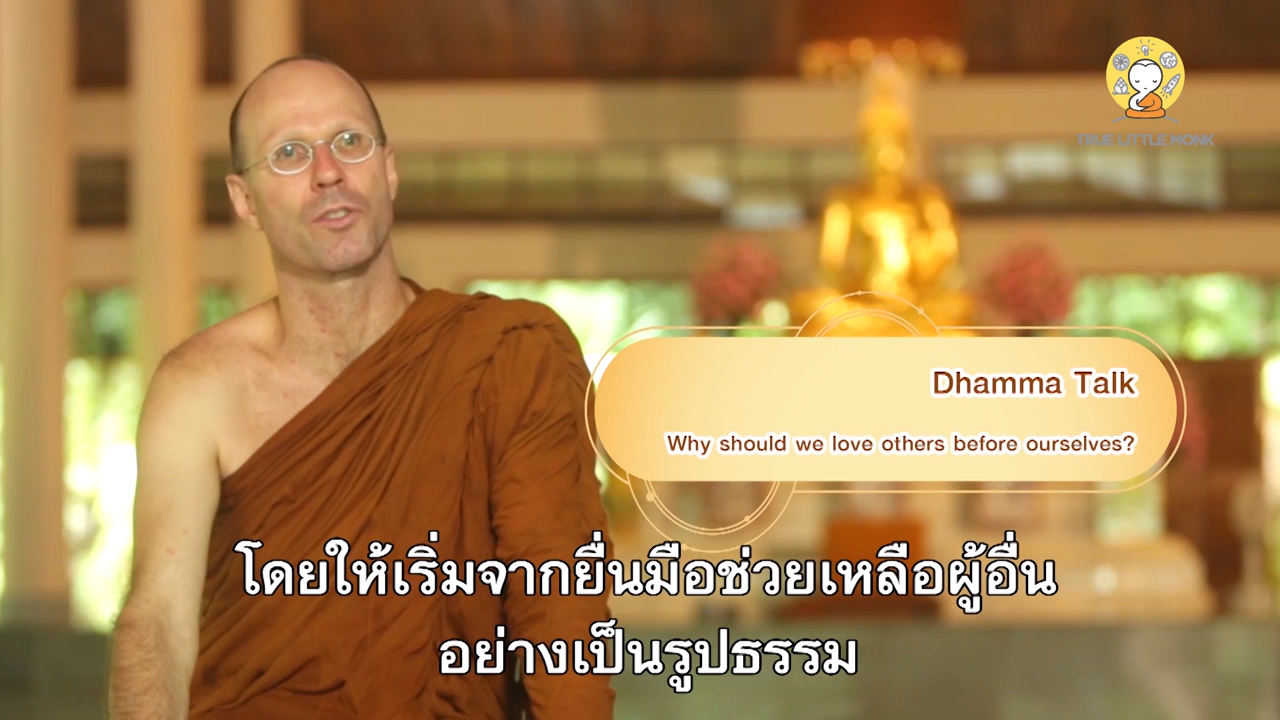 TRUE LITTLE MONK
Dhamma Talk
Why should we love others before ourselves?
โดยให้เริ่มจากยื่นมือช่วยเหลือผู้อื่น
อย่างเป็นรูปธรรม